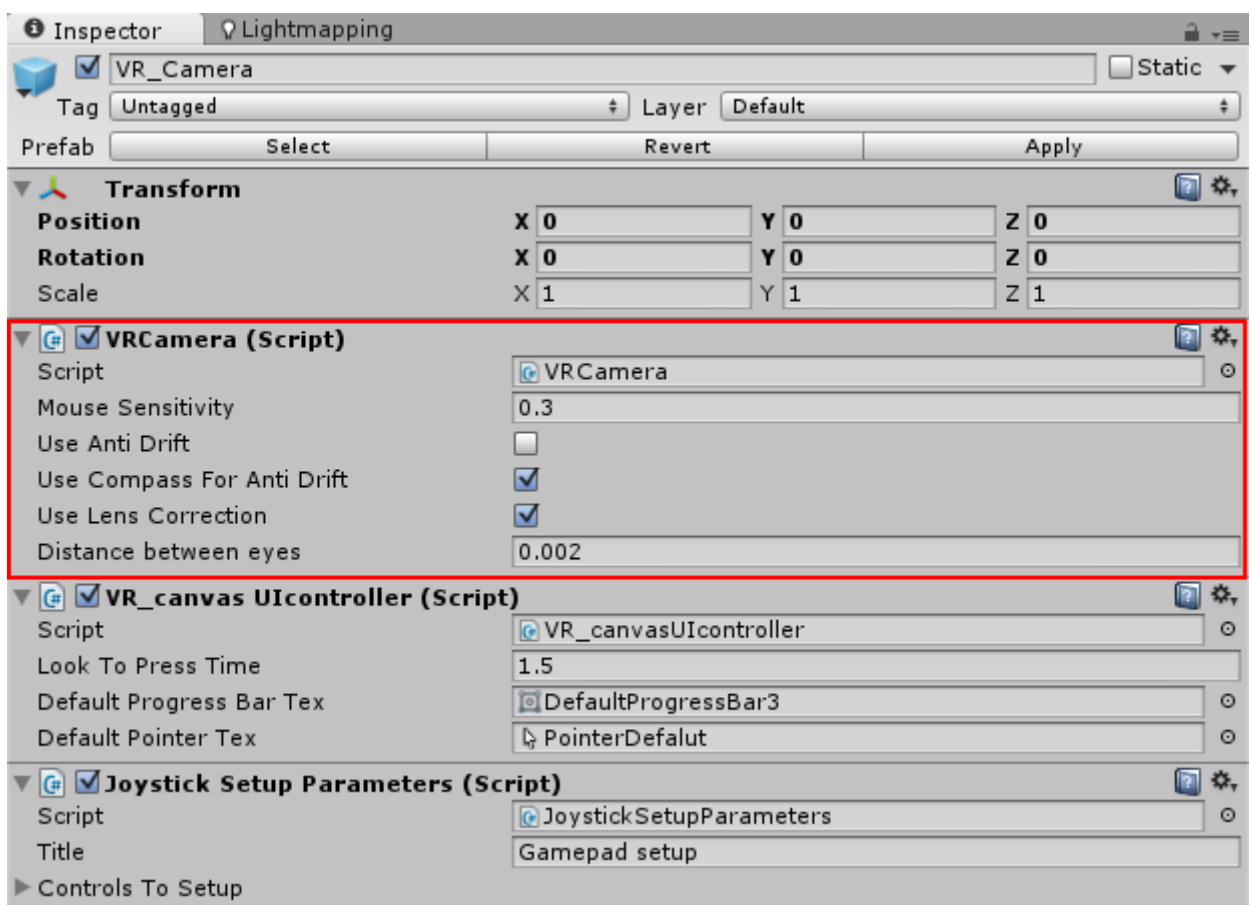 Inspector Lightmapping
VR_Camera Static
Tag Untagged Layer Default
Prefab Select Revert Apply
Transform
Position X 0 Y 0 Z 0
Rotation X 0 Y 0 Z 0
Scale X 1 Y 1 Z 1
VRCamera (Script)
Script VRCamera
Mouse Sensitivity 0.3
Use Anti Drift
Use Compass For Anti Drift
Use Lens Correction
Distance between eyes 0.002
VR_canvas UIcontroller (Script)
Script VR_canvasUIcontroller
Look To Press Time 1.5
Default Progress Bar Tex DefaultProgressBar3
Default Pointer Tex PointerDefalut
Joystick Setup Parameters (Script)
Script JoystickSetupParameters
Title Gamepad setup
Controls To Setup